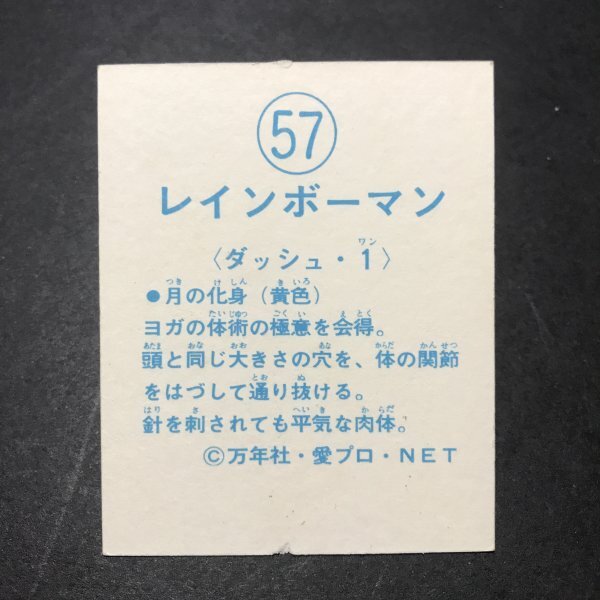 57
レインボーマン
〈ダッシュ・1〉
●月の化身（黄色）
ヨガの体術の極意を会得。
頭と同じ大きさの穴を、体の関節
をはづして通り抜ける。
針を刺されても平気な肉体。
©万年社・愛プロ・NET